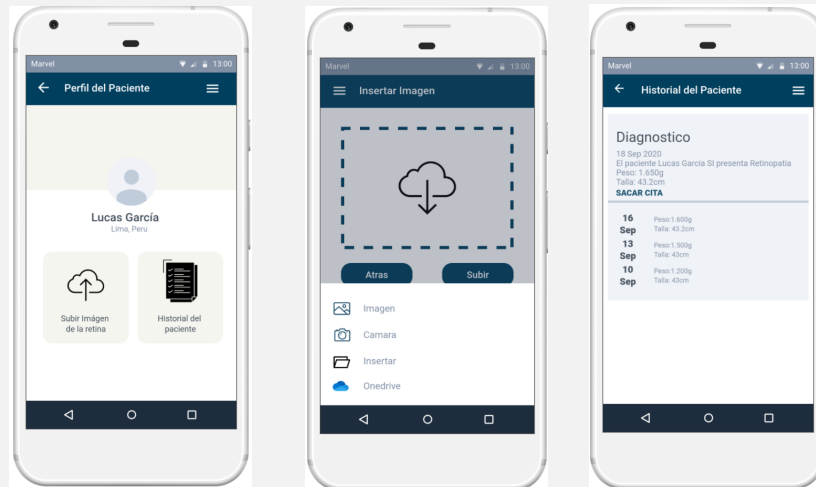 Marvel 13:00
Perfil del Paciente
Lucas García
Lima, Peru
Subir Imágen
de la retina
Historial del
paciente
Marvel 13:00
Insertar Imagen
Atras
Subir
Imagen
Camara
Insertar
Onedrive
Marvel 13:00
Historial del Paciente
Diagnostico
18 Sep 2020
El paciente Lucas Garcia SI presenta Retinopatia
Peso: 1.650g
Talla: 43.2cm
SACAR CITA
16 Peso:1.600g
Sep Talla: 43.2cm
13 Peso:1.500g
Sep Talla: 43cm
10 Peso:1.200g
Sep Talla: 43cm